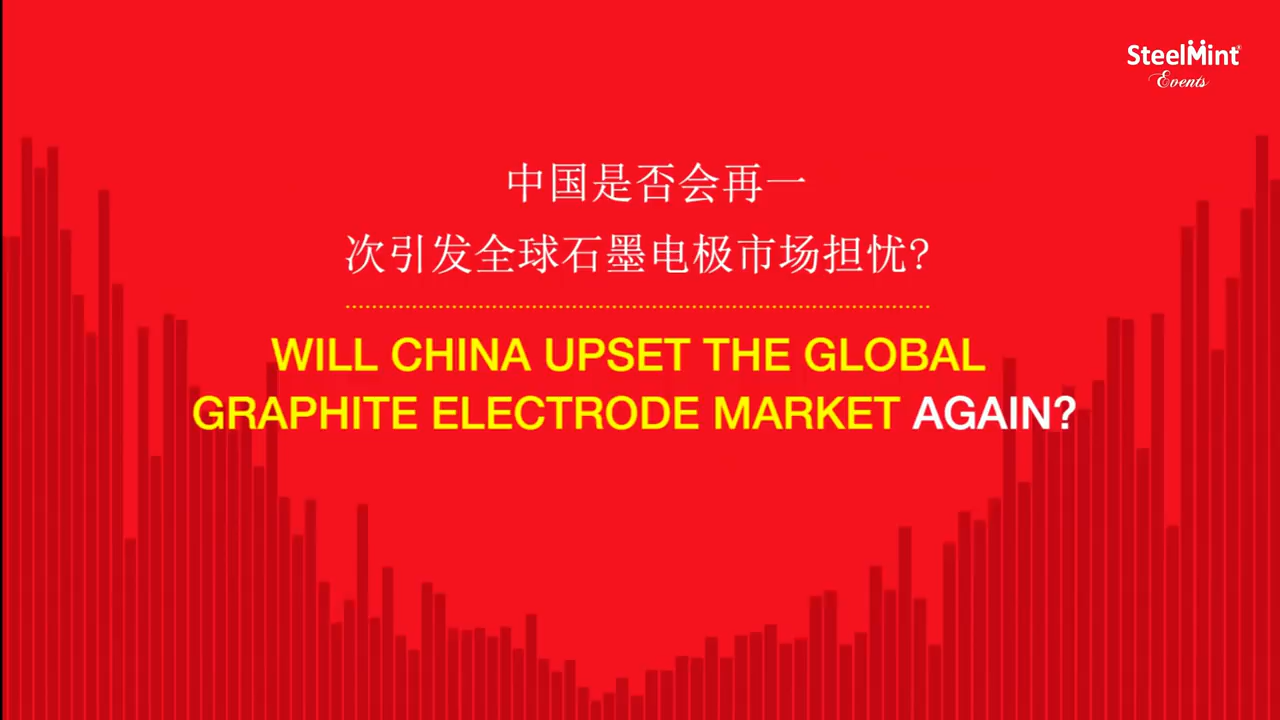 SteelMint
Events
中国是否会再一
次引发全球石墨电极市场担忧?
WILL CHINA UPSET THE GLOBAL
GRAPHITE ELECTRODE MARKET AGAIN?